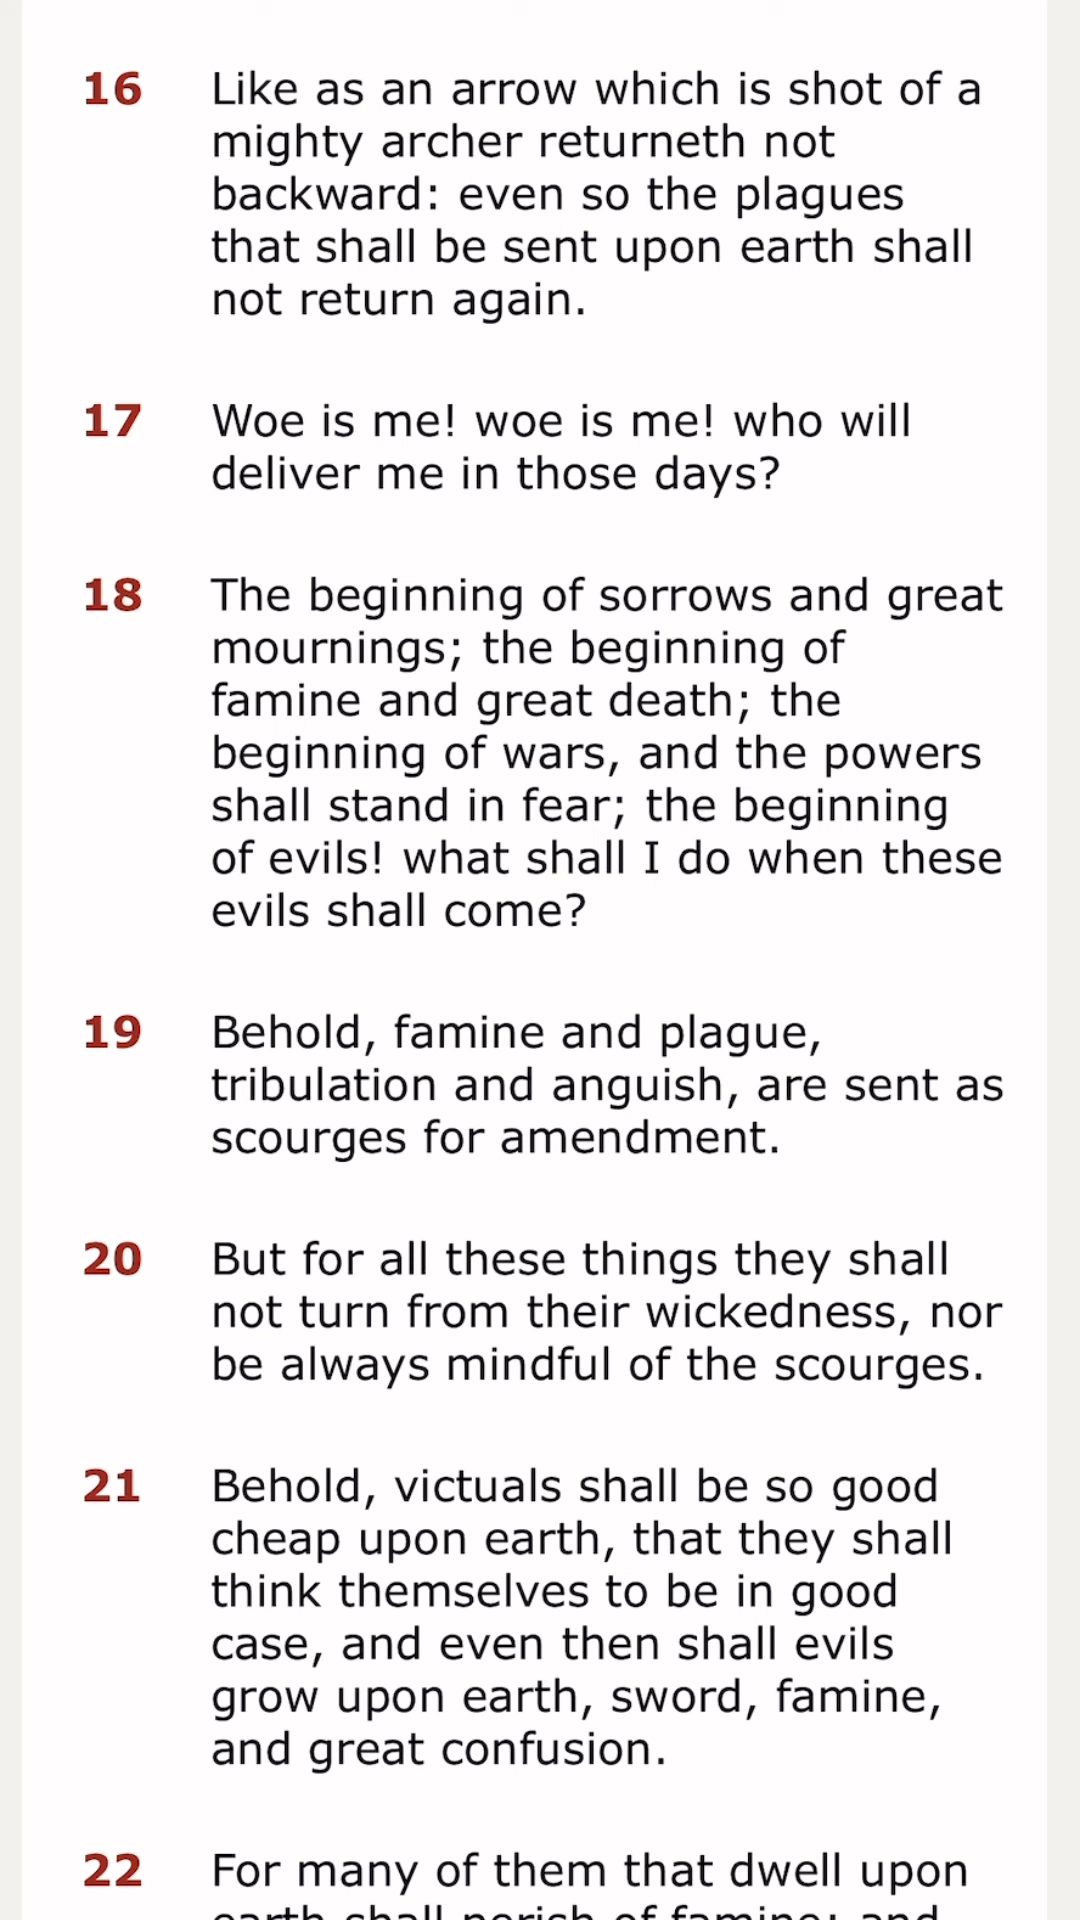 16 Like as an arrow which is shot of a
mighty archer returneth not
backward: even so the plagues
that shall be sent upon earth shall
not return again.
17 Woe is me! woe is me! who will
deliver me in those days?
18 The beginning of sorrows and great
mournings; the beginning of
famine and great death; the
beginning of wars, and the powers
shall stand in fear; the beginning
of evils! what shall I do when these
evils shall come?
19 Behold, famine and plague,
tribulation and anguish, are sent as
scourges for amendment.
20 But for all these things they shall
not turn from their wickedness, nor
be always mindful of the scourges.
21 Behold, victuals shall be so good
cheap upon earth, that they shall
think themselves to be in good
case, and even then shall evils
grow upon earth, sword, famine,
and great confusion.
22 For many of them that dwell upon
earth shall perish of famine; and